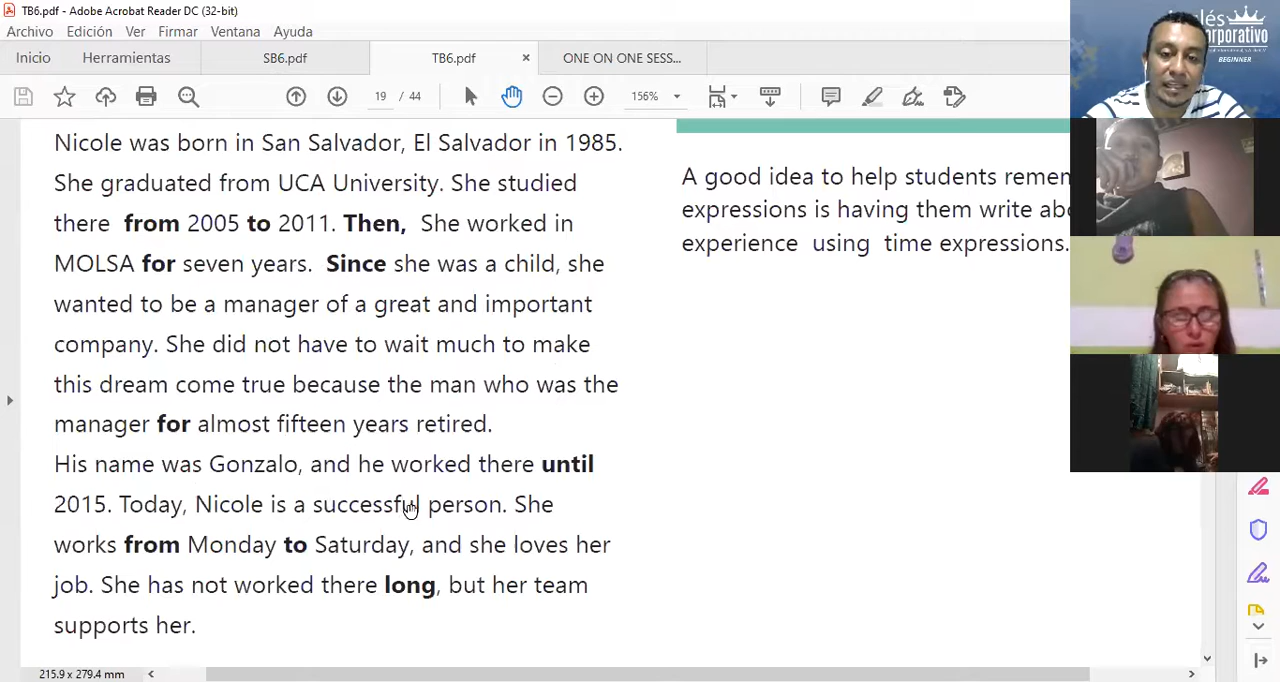 TB6.pdf - Adobe Acrobat Reader DC (32-bit)
Archivo Edición Ver Firmar Ventana Ayuda
Inicio Herramientas SB6.pdf TB6.pdf × ONE ON ONE SESS...
19 / 44 156%
Nicole was born in San Salvador, El Salvador in 1985.
She graduated from UCA University. She studied
there from 2005 to 2011. Then, She worked in
MOLSA for seven years. Since she was a child, she
wanted to be a manager of a great and important
company. She did not have to wait much to make
this dream come true because the man who was the
manager for almost fifteen years retired.
His name was Gonzalo, and he worked there until
2015. Today, Nicole is a successful person. She
works from Monday to Saturday, and she loves her
job. She has not worked there long, but her team
supports her.
A good idea to help students
expressions is having them write
experience using time expressions.
215.9 x 279.4 mm
BEGINNER